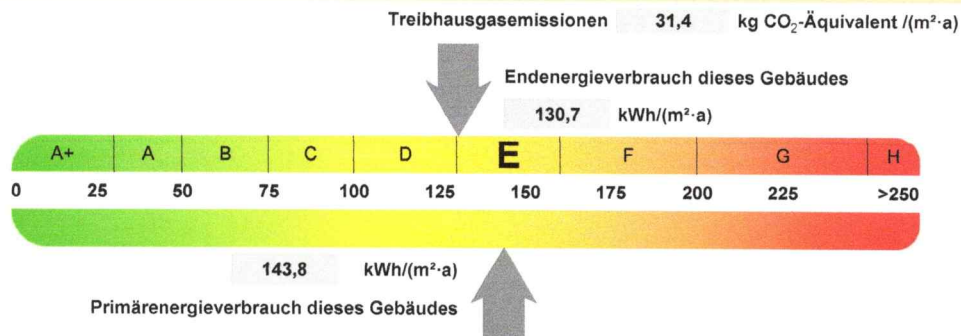 Treibhausgasemissionen 31,4 kg CO₂-Äquivalent /(m²·a)
Endenergieverbrauch dieses Gebäudes
130,7 kWh/(m²·a)
A+ A B C D E F G H
0 25 50 75 100 125 150 175 200 225 >250
143,8 kWh/(m²·a)
Primärenergieverbrauch dieses Gebäudes